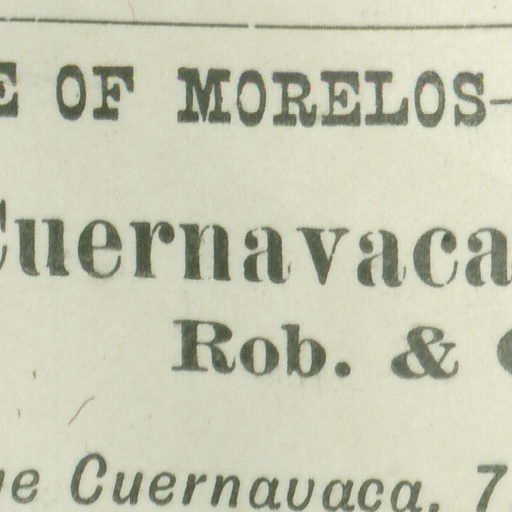 OF MORELOS—
Cuernavaca
Rob. &
Cuernavaca, 7